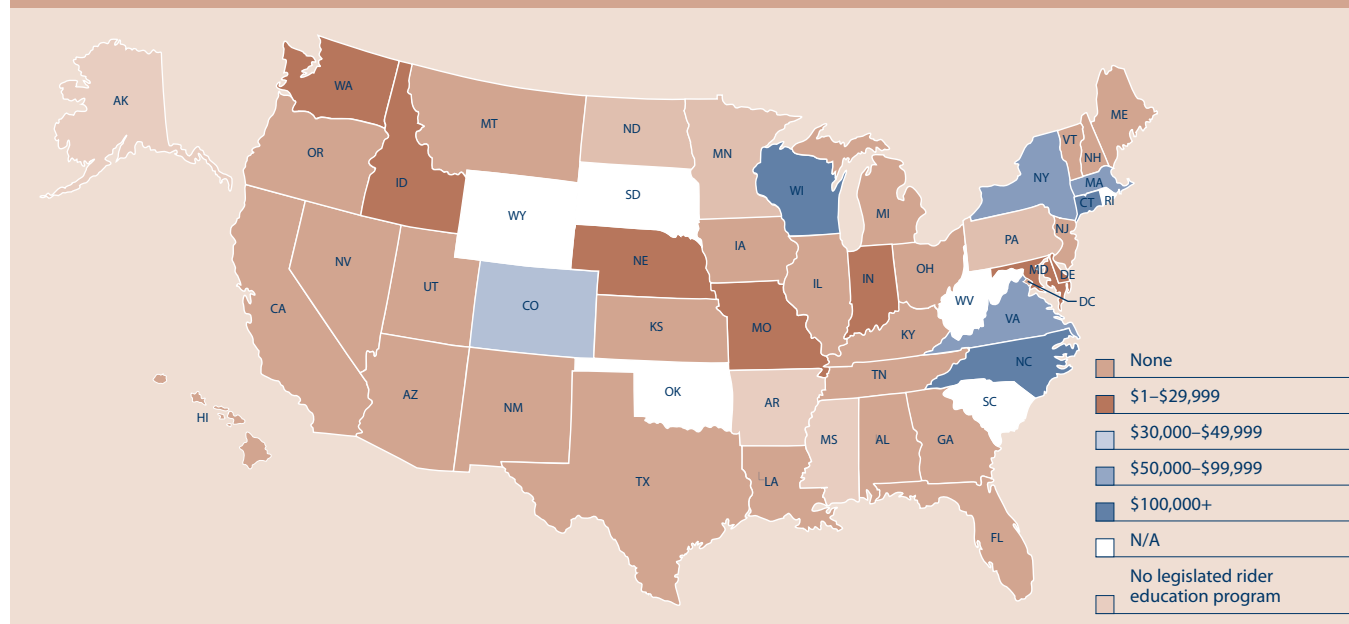 AK
WA
MT
ND
MN
ME
VT
NH
OR
ID
SD
WI
NY
MA
CT
RI
WY
MI
IA
PA
NJ
NE
NV
UT
CO
IL
IN
OH
MD
DE
WV
DC
CA
KS
MO
KY
VA
NC
AZ
NM
OK
AR
TN
SC
HI
MS
AL
GA
TX
LA
FL
None
$1–$29,999
$30,000–$49,999
$50,000–$99,999
$100,000+
N/A
No legislated rider
education program